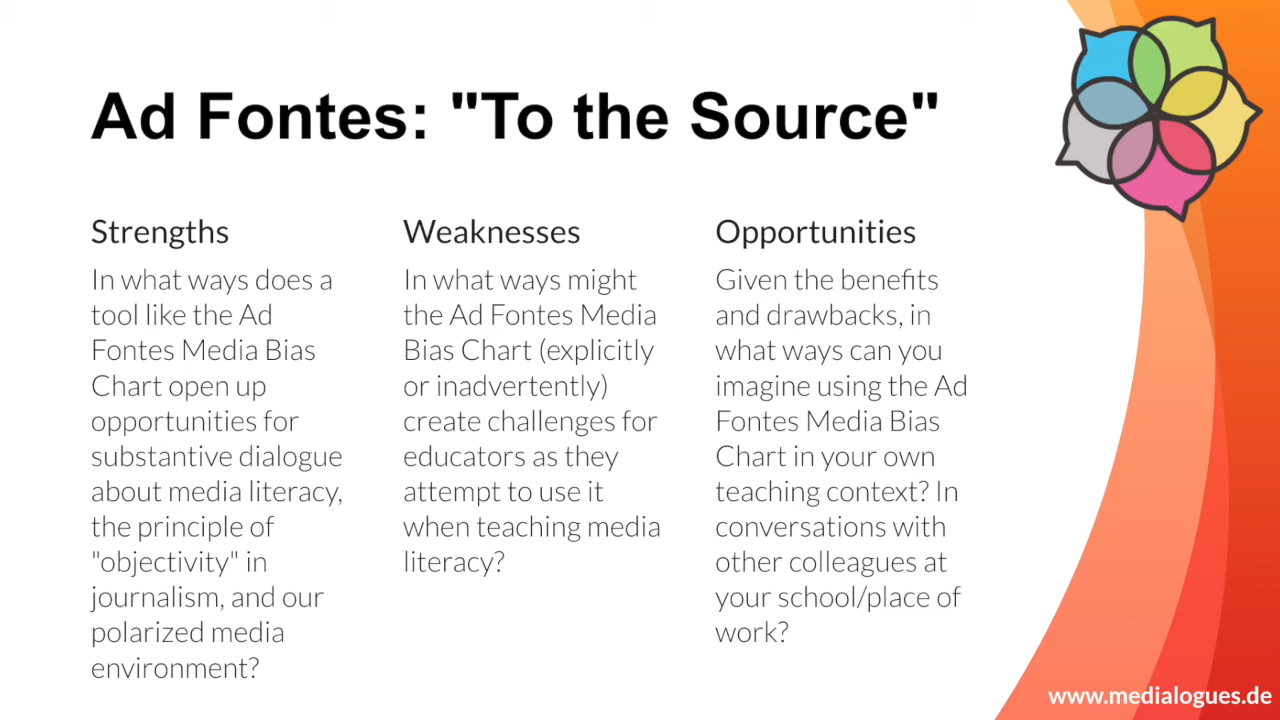 Ad Fontes: "To the Source"
Strengths
In what ways does a
tool like the Ad
Fontes Media Bias
Chart open up
opportunities for
substantive dialogue
about media literacy,
the principle of
"objectivity" in
journalism, and our
polarized media
environment?
Weaknesses
In what ways might
the Ad Fontes Media
Bias Chart (explicitly
or inadvertently)
create challenges for
educators as they
attempt to use it
when teaching media
literacy?
Opportunities
Given the benefits
and drawbacks, in
what ways can you
imagine using the Ad
Fontes Media Bias
Chart in your own
teaching context? In
conversations with
other colleagues at
your school/place of
work?
www.medialogues.de